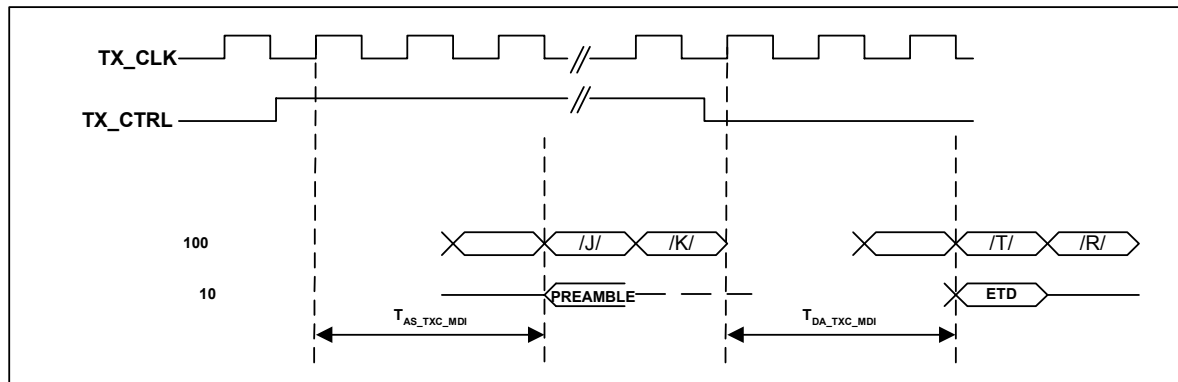 TX_CLK
TX_CTRL
100
/J/ /K/ /T/ /R/
10
PREAMBLE ETD
TAS_TXC_MDI TDA_TXC_MDI